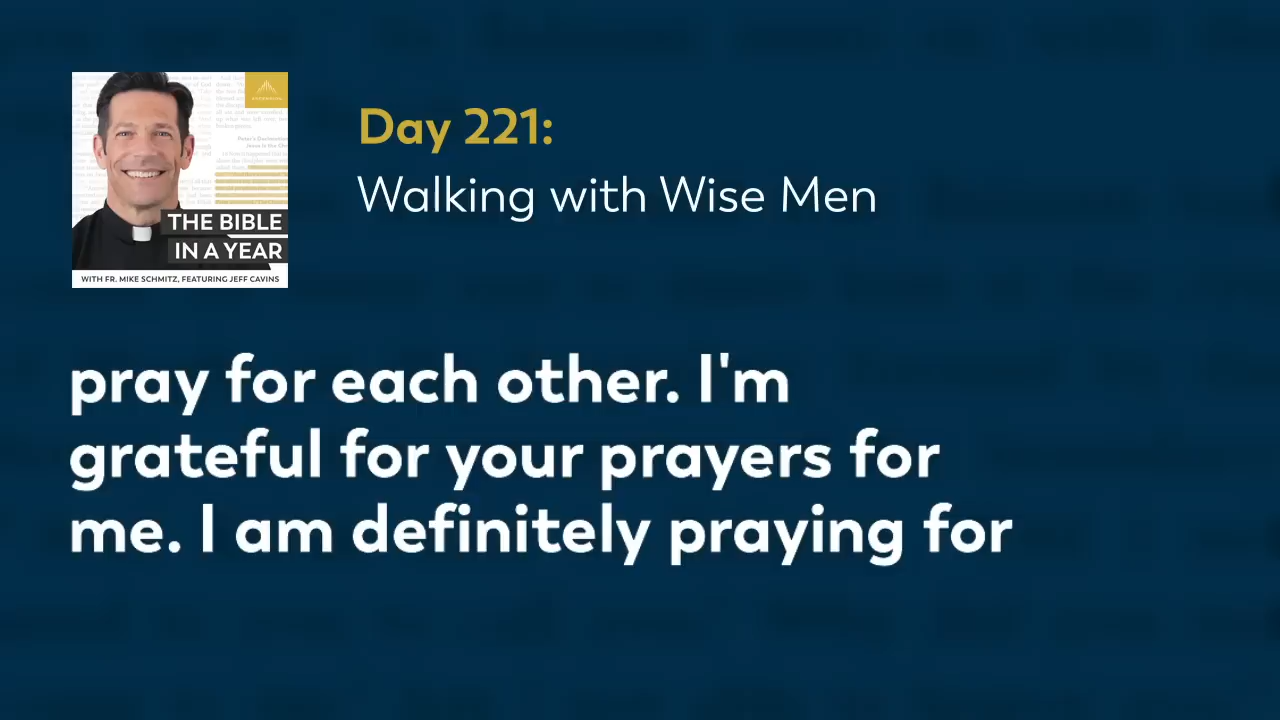 Day 221:
Walking with Wise Men
THE BIBLE
IN A YEAR
WITH FR. MIKE SCHMITZ, FEATURING JEFF CAVINS
pray for each other. I'm
grateful for your prayers for
me. I am definitely praying for